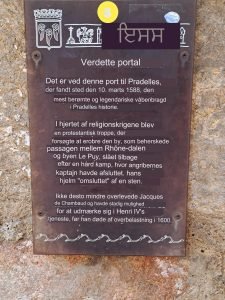 ਇਸਸ
Verdette portal
Det er ved denne port til Pradelles,
der fandt sted den 10. marts 1588, den
mest berømte og legendariske våbenbragd
i Pradelles historie.
I hjertet af religionskrigene blev
en protestantisk troppe, der
forsøgte at erobre den by, som beherskede
passagen mellem Rhône-dalen
og byen Le Puy, slået tilbage
efter en hård kamp, hvor angribernes
kaptajn havde afsluttet. hans
hjelm "omsluttet" af en sten.
Ikke desto mindre overlevede Jacques
de Chambaud og havde stadig mulighed
for at udmærke sig i Henri IV's
tjeneste, før han døde af overbelastning i 1600.